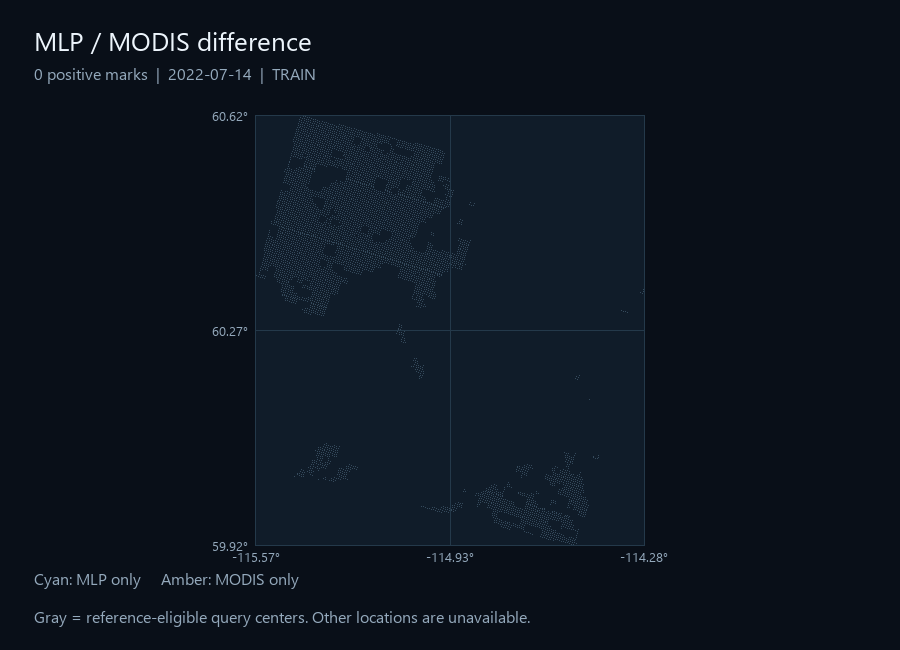 MLP / MODIS difference
0 positive marks | 2022-07-14 | TRAIN
60.62°
60.27°
59.92°
-115.57° -114.93° -114.28°
Cyan: MLP only Amber: MODIS only
Gray = reference-eligible query centers. Other locations are unavailable.